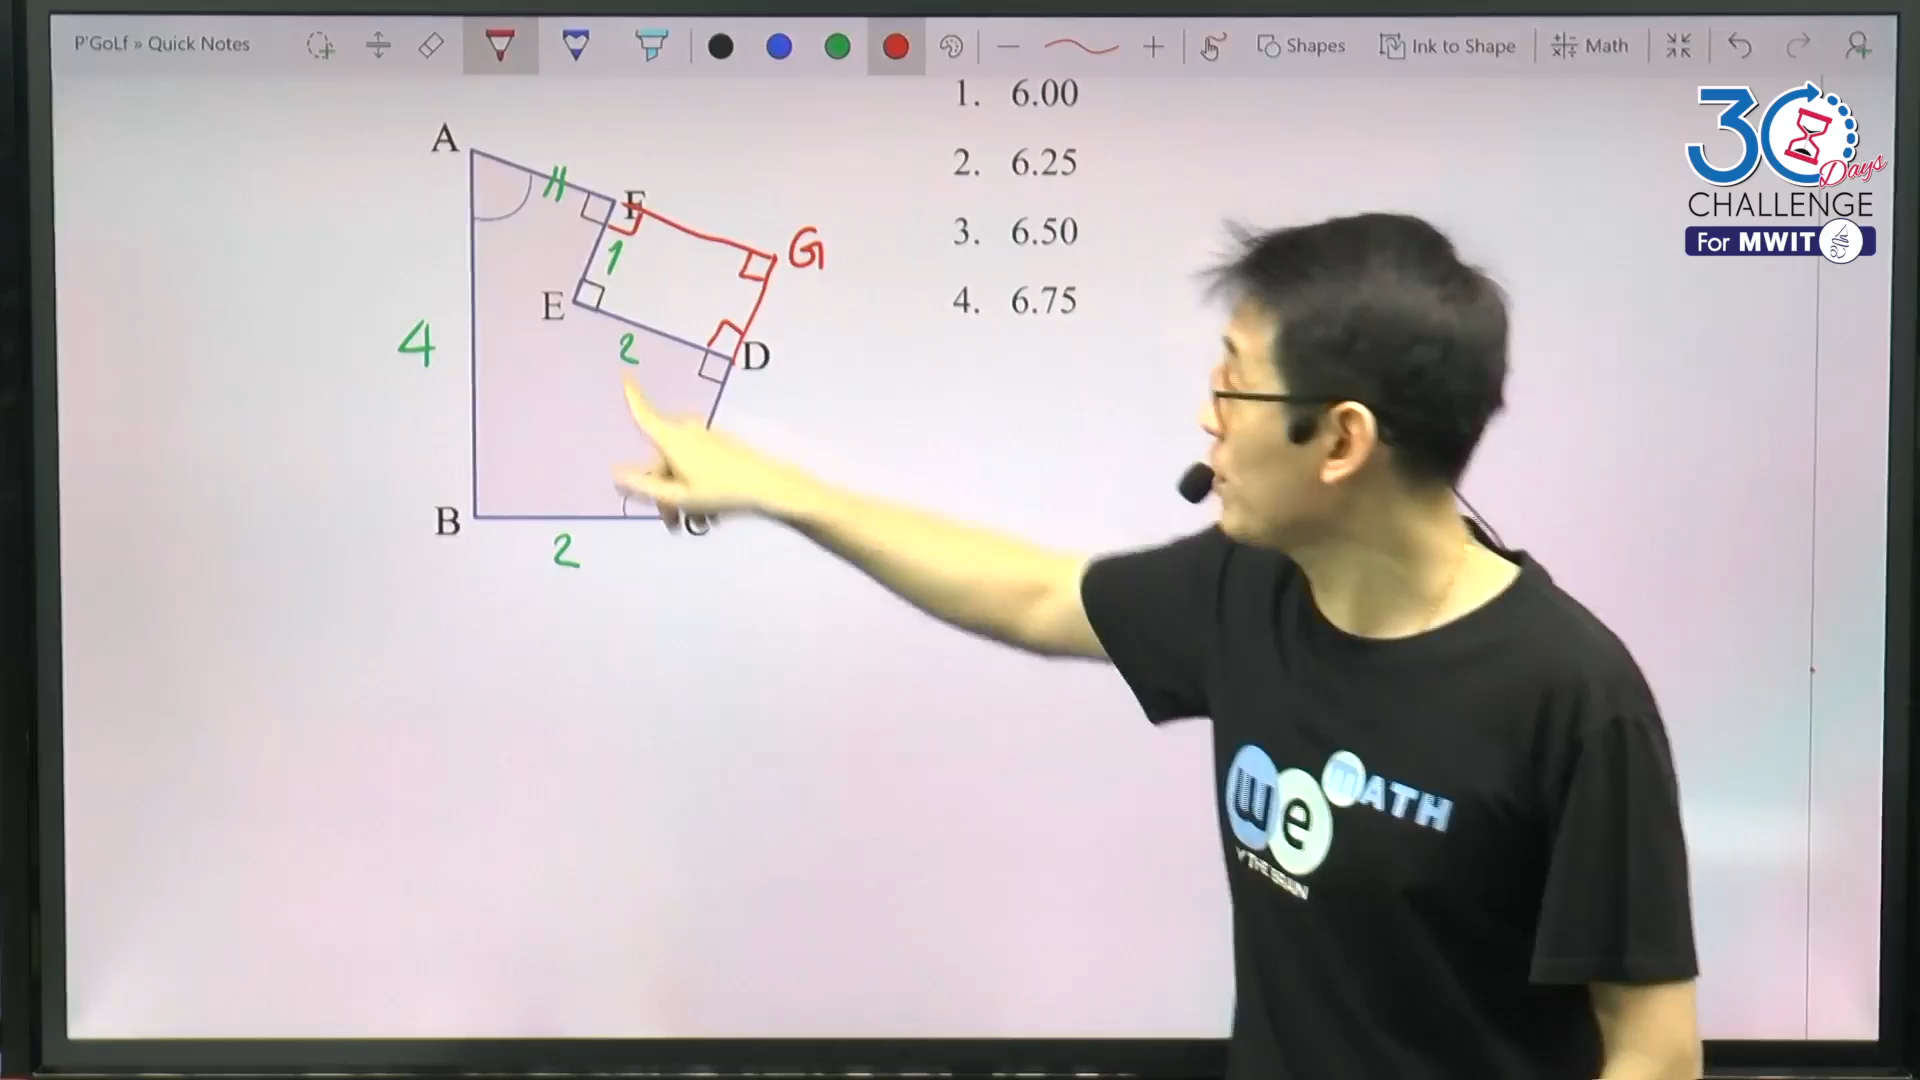 P'GoLf » Quick Notes
Shapes
Ink to Shape
Math
1. 6.00
2. 6.25
3. 6.50
4. 6.75
A
F
G
1
E
4
2
D
B
C
2
30 Days
CHALLENGE
For MWIT
we MATH